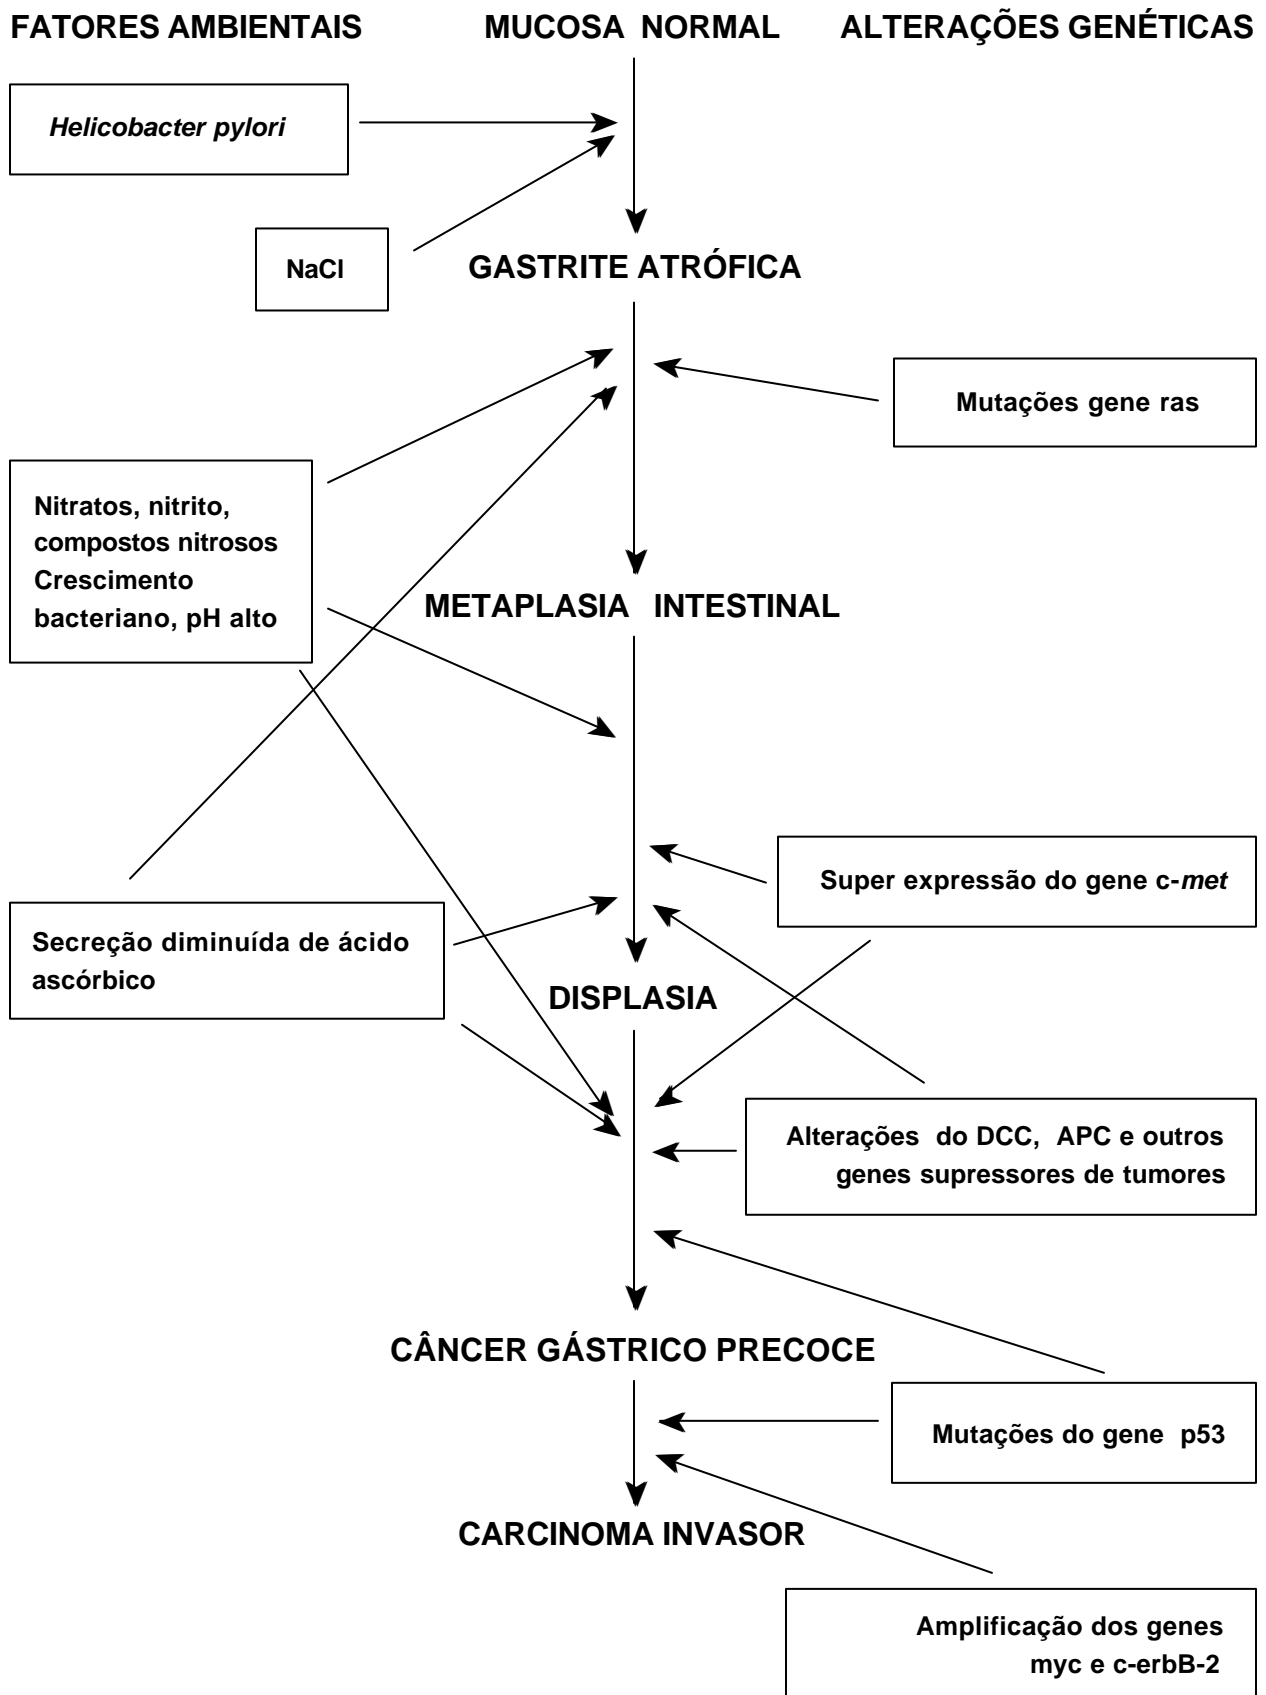 FATORES AMBIENTAIS MUCOSA NORMAL ALTERAÇÕES GENÉTICAS
Helicobacter pylori
NaCl
GASTRITE ATRÓFICA
Mutações gene ras
Nitratos, nitrito,
compostos nitrosos
Crescimento
bacteriano, pH alto
METAPLASIA INTESTINAL
Super expressão do gene c-met
Secreção diminuída de ácido
ascórbico
DISPLASIA
Alterações do DCC, APC e outros
genes supressores de tumores
CÂNCER GÁSTRICO PRECOCE
Mutações do gene p53
CARCINOMA INVASOR
Amplificação dos genes
myc e c-erbB-2